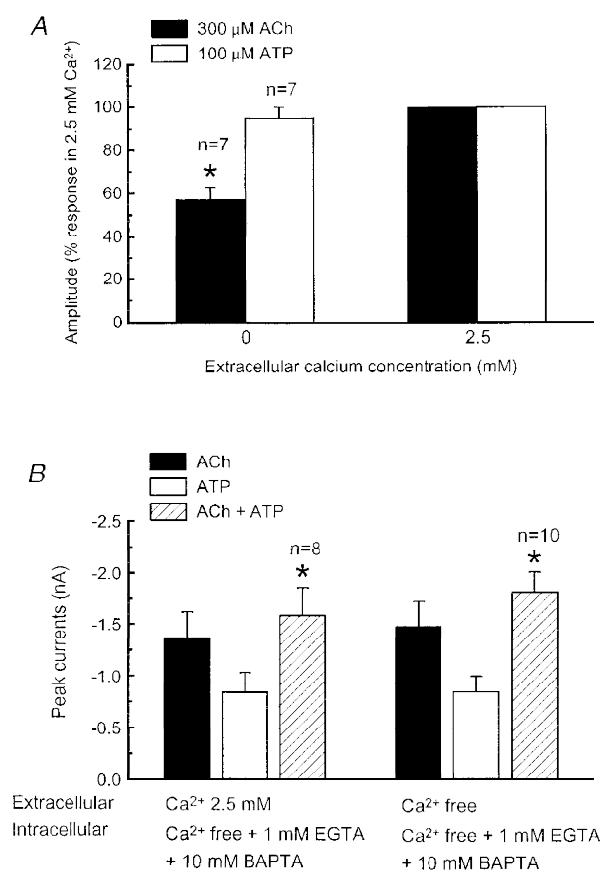 A
300 µM ACh
100 µM ATP
Amplitude (% response in 2.5 mM Ca²⁺)
120
100
80
60
40
20
0
n=7
*
n=7
0
2.5
Extracellular calcium concentration (mM)
B
ACh
ATP
ACh + ATP
Peak currents (nA)
-2.5
-2.0
-1.5
-1.0
-0.5
0.0
n=8
*
n=10
*
Extracellular Ca²⁺ 2.5 mM Ca²⁺ free
Intracellular Ca²⁺ free + 1 mM EGTA Ca²⁺ free + 1 mM EGTA
+ 10 mM BAPTA + 10 mM BAPTA